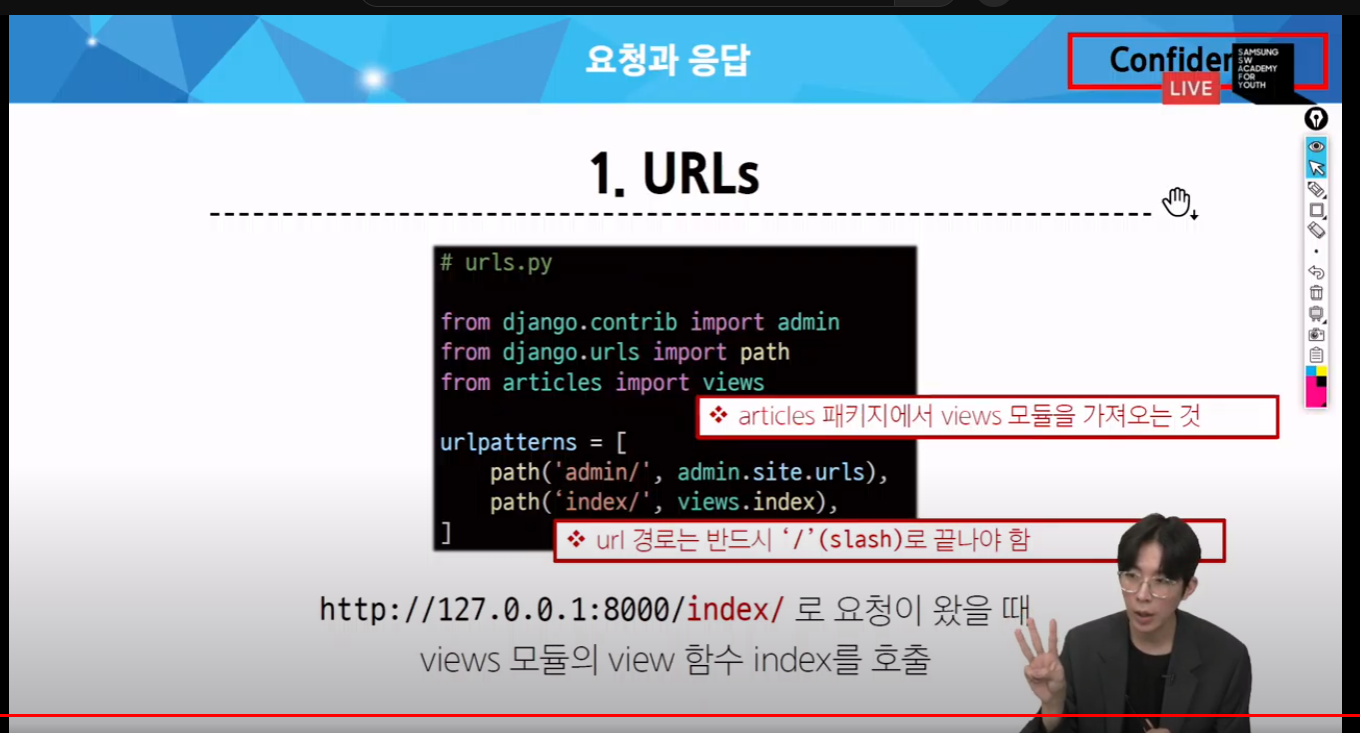 요청과 응답
Confiden
SAMSUNG
SW
ACADEMY
FOR
YOUTH
LIVE
1. URLs
# urls.py
from django.contrib import admin
from django.urls import path
from articles import views
❖ articles 패키지에서 views 모듈을 가져오는 것
urlpatterns = [
path('admin/', admin.site.urls),
path(‘index/', views.index),
]
❖ url 경로는 반드시 ‘/’(slash)로 끝나야 함
http://127.0.0.1:8000/index/ 로 요청이 왔을 때
views 모듈의 view 함수 index를 호출